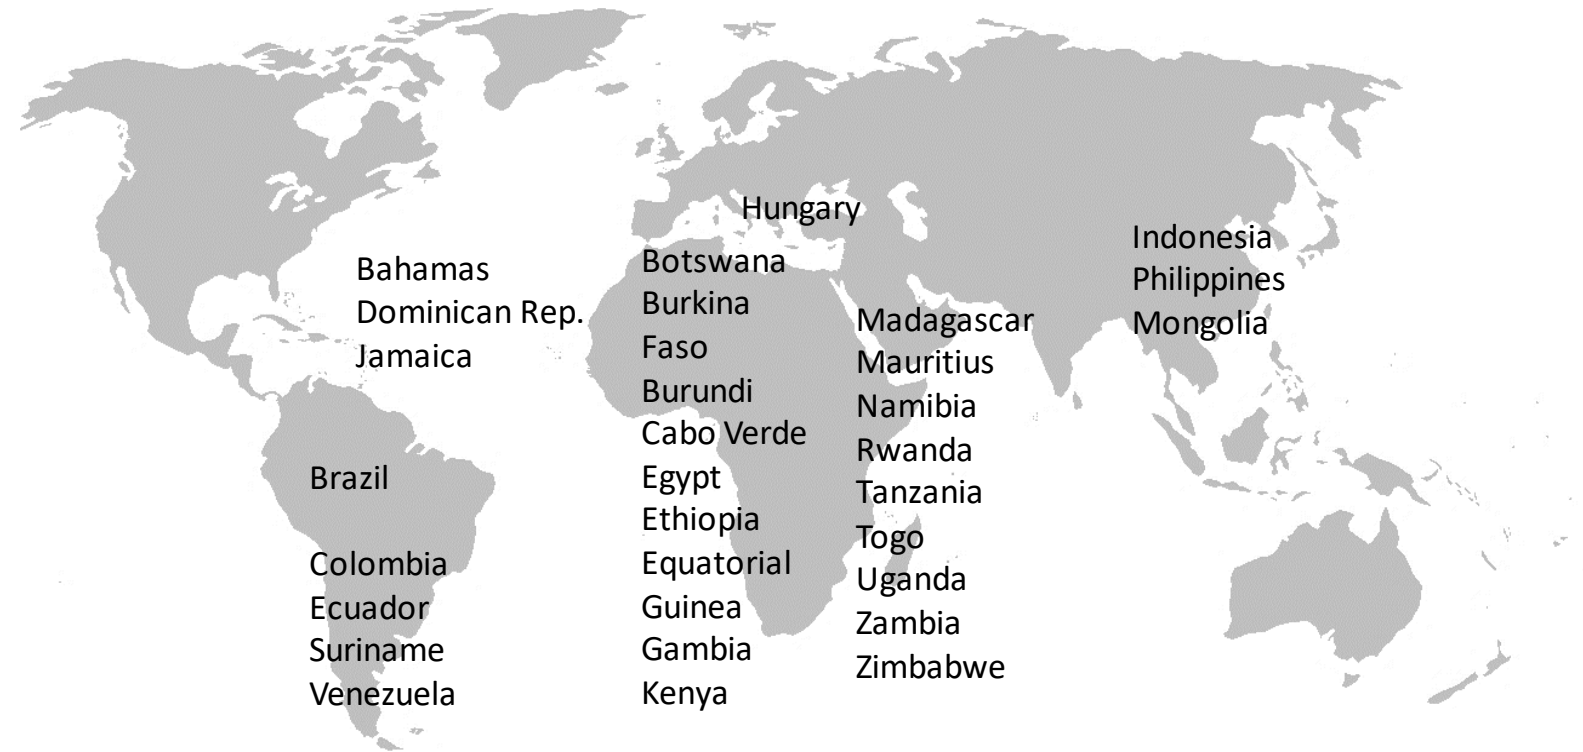 Bahamas
Dominican Rep.
Jamaica
Brazil
Colombia
Ecuador
Suriname
Venezuela
Hungary
Botswana
Burkina
Faso
Burundi
Cabo Verde
Egypt
Ethiopia
Equatorial
Guinea
Gambia
Kenya
Madagascar
Mauritius
Namibia
Rwanda
Tanzania
Togo
Uganda
Zambia
Zimbabwe
Indonesia
Philippines
Mongolia